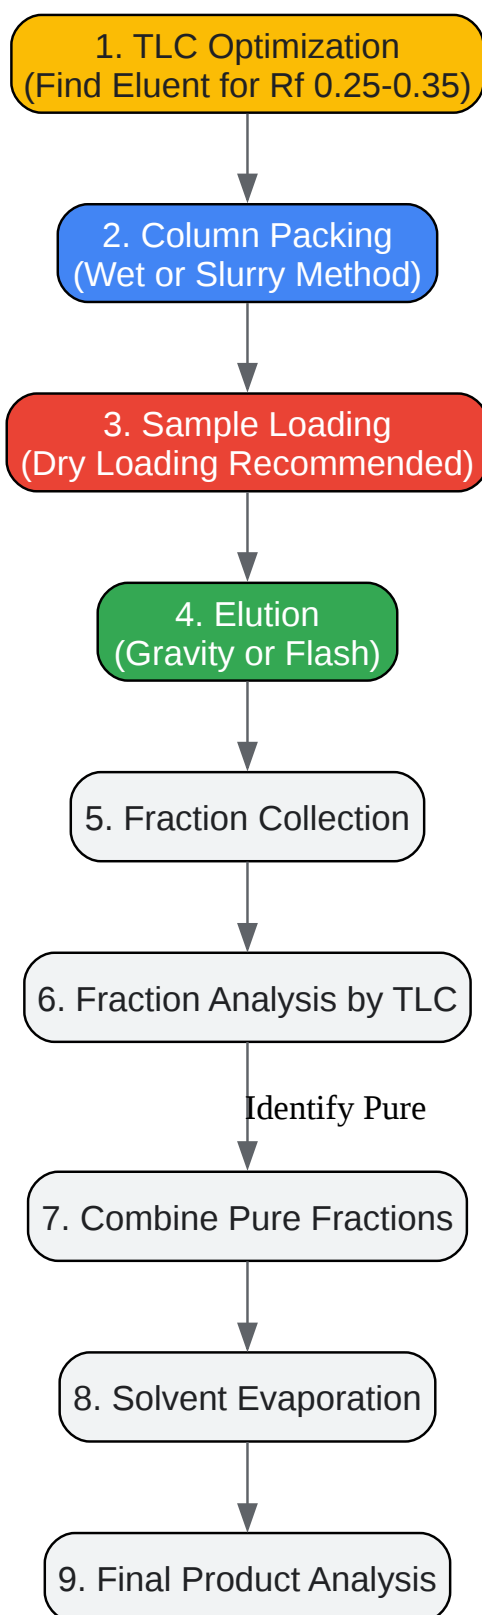 1. TLC Optimization
(Find Eluent for Rf 0.25-0.35)
2. Column Packing
(Wet or Slurry Method)
3. Sample Loading
(Dry Loading Recommended)
4. Elution
(Gravity or Flash)
5. Fraction Collection
6. Fraction Analysis by TLC
Identify Pure
7. Combine Pure Fractions
8. Solvent Evaporation
9. Final Product Analysis